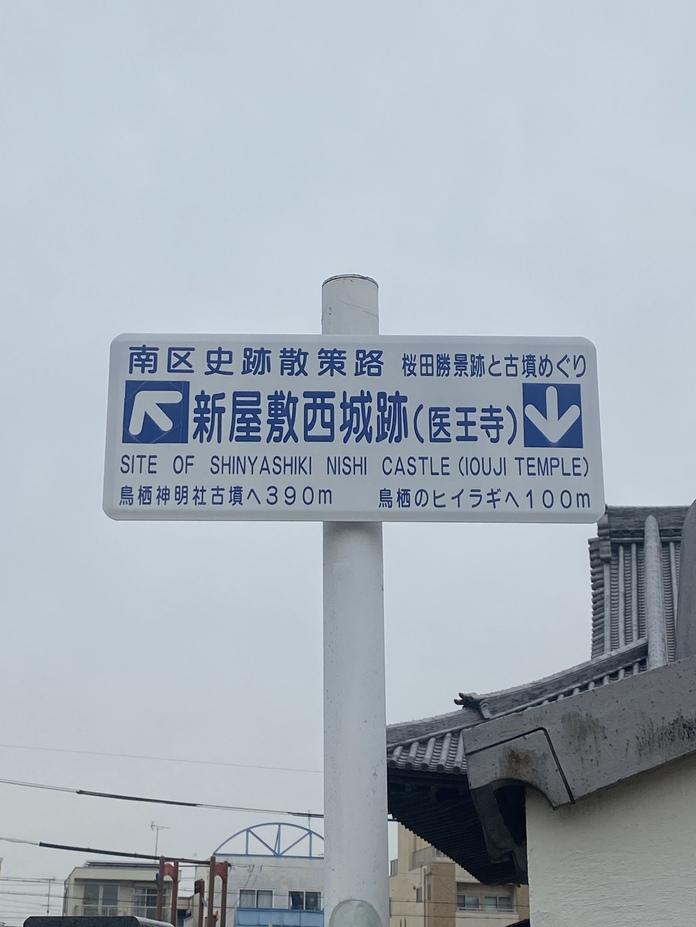 南区史跡散策路 桜田勝景跡と古墳めぐり
新屋敷西城跡(医王寺)
SITE OF SHINYASHIKI NISHI CASTLE (IOUJI TEMPLE)
鳥栖神明社古墳へ390m 鳥栖のヒイラギへ100m